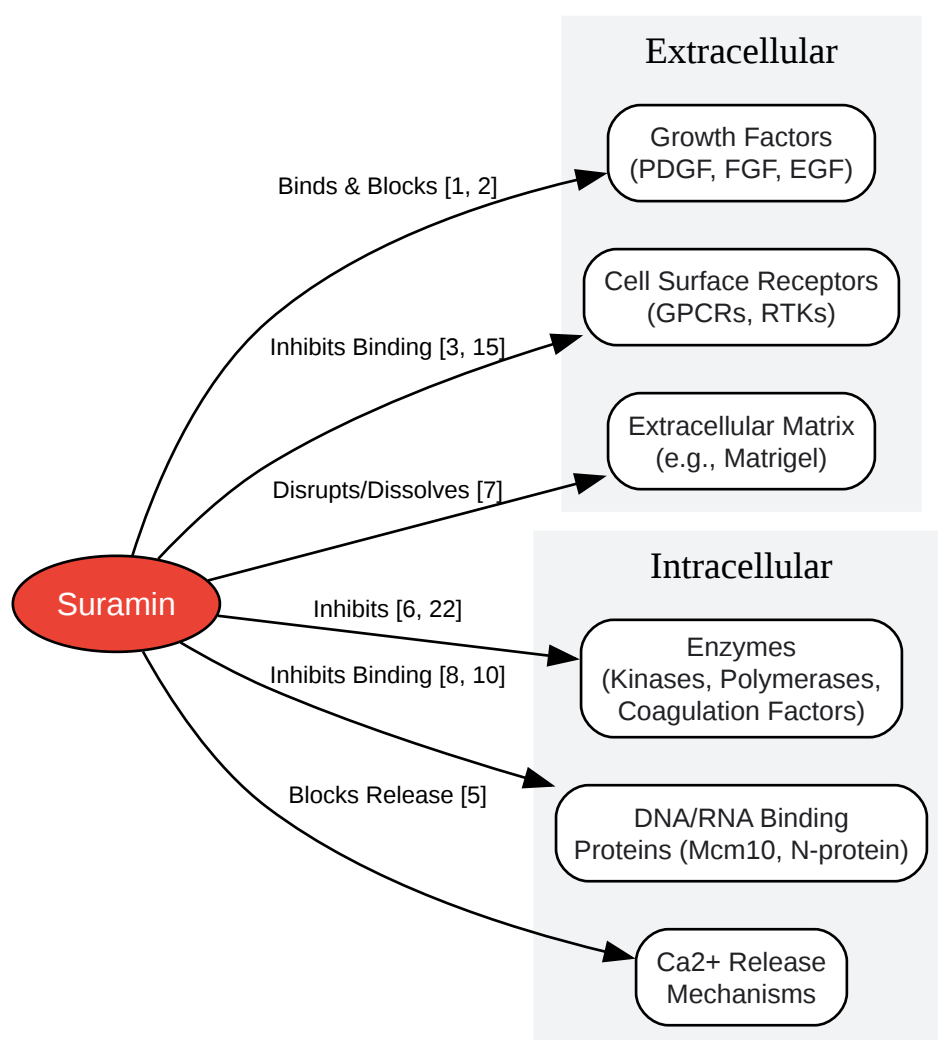 Extracellular
Growth Factors
(PDGF, FGF, EGF)
Binds & Blocks [1, 2]
Cell Surface Receptors
(GPCRs, RTKs)
Inhibits Binding [3, 15]
Extracellular Matrix
(e.g., Matrigel)
Disrupts/Dissolves [7]
Intracellular
Suramin
Inhibits [6, 22]
Enzymes
(Kinases, Polymerases,
Coagulation Factors)
Inhibits Binding [8, 10]
Blocks Release [5]
DNA/RNA Binding
Proteins (Mcm10, N-protein)
Ca2+ Release
Mechanisms